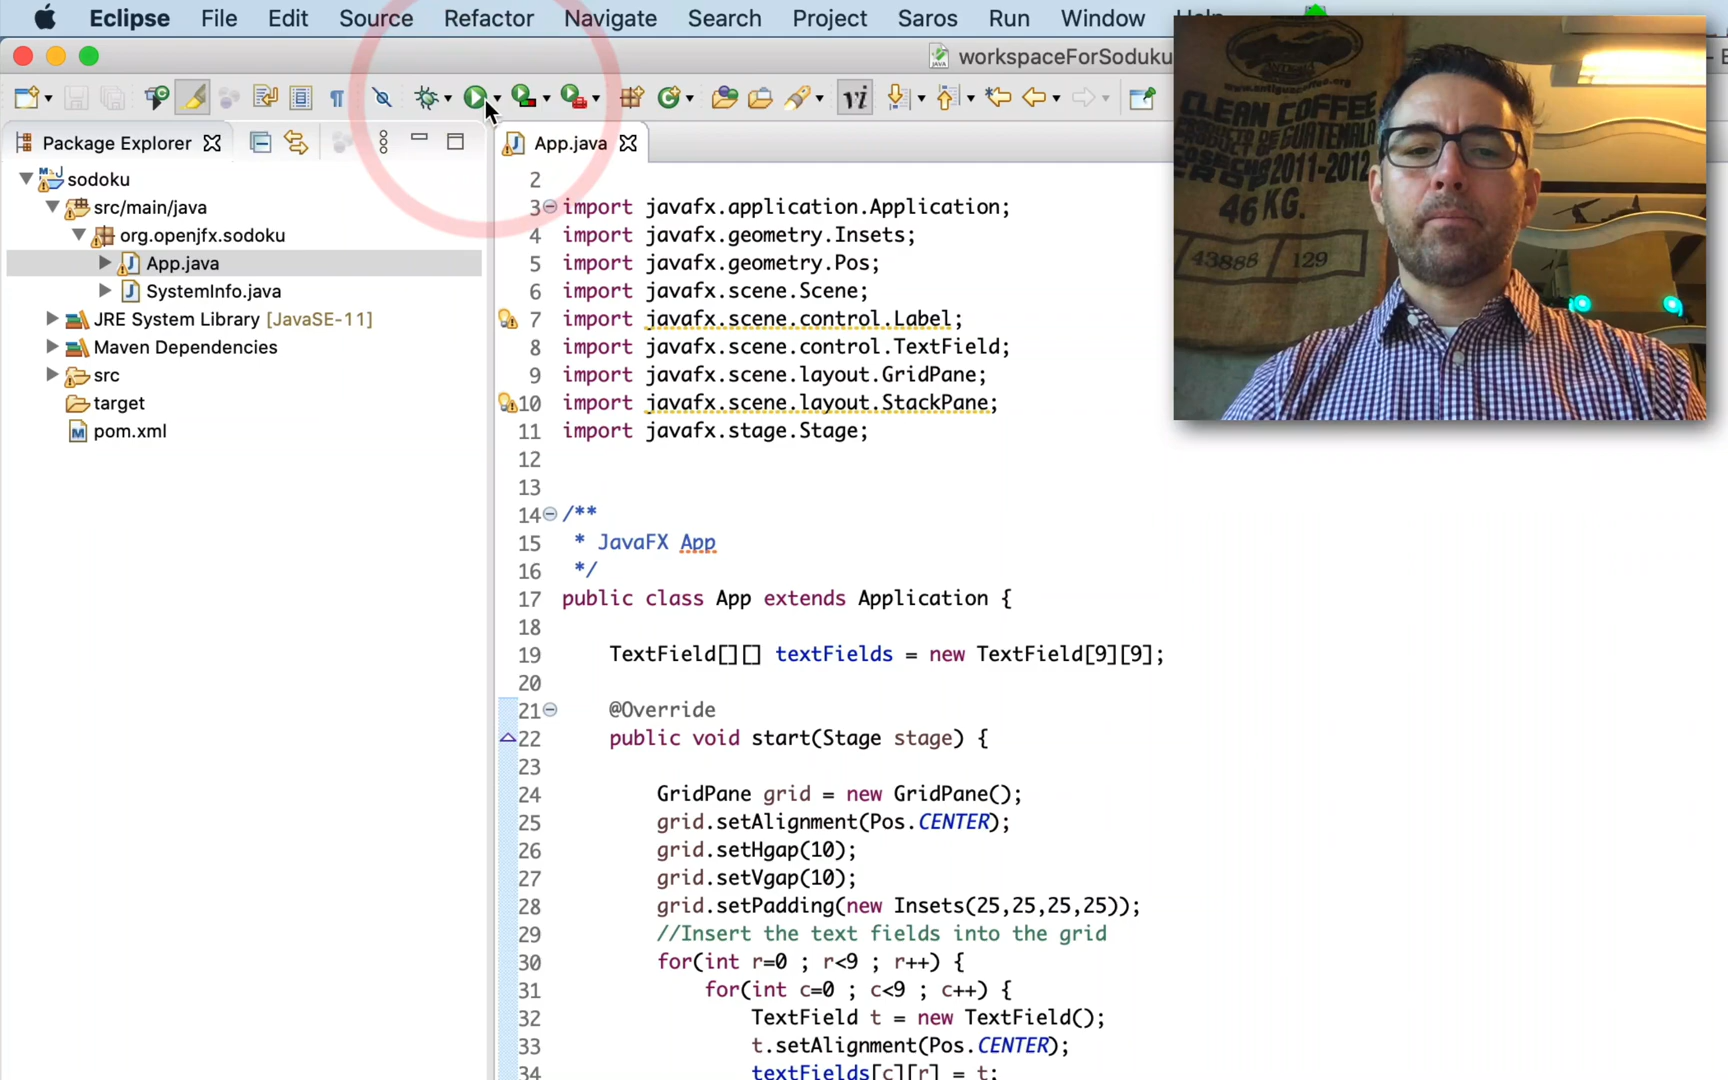 Eclipse File Edit Source Refactor Navigate Search Project Saros Run Window Help
workspaceForSoduku
Package Explorer
App.java
sodoku
src/main/java
org.openjfx.sodoku
App.java
SystemInfo.java
JRE System Library [JavaSE-11]
Maven Dependencies
src
target
pom.xml
2
3 import javafx.application.Application;
4 import javafx.geometry.Insets;
5 import javafx.geometry.Pos;
6 import javafx.scene.Scene;
7 import javafx.scene.control.Label;
8 import javafx.scene.control.TextField;
9 import javafx.scene.layout.GridPane;
10 import javafx.scene.layout.StackPane;
11 import javafx.stage.Stage;
12
13
14 /**
15 * JavaFX App
16 */
17 public class App extends Application {
18
19 TextField[][] textFields = new TextField[9][9];
20
21 @Override
22 public void start(Stage stage) {
23
24 GridPane grid = new GridPane();
25 grid.setAlignment(Pos.CENTER);
26 grid.setHgap(10);
27 grid.setVgap(10);
28 grid.setPadding(new Insets(25,25,25,25));
29 //Insert the text fields into the grid
30 for(int r=0 ; r<9 ; r++) {
31 for(int c=0 ; c<9 ; c++) {
32 TextField t = new TextField();
33 t.setAlignment(Pos.CENTER);
34 textFields[c][r] = t;
CLEAN COFFEE
DE GUATEMALA
2011-2012
46 KG.
43888 129